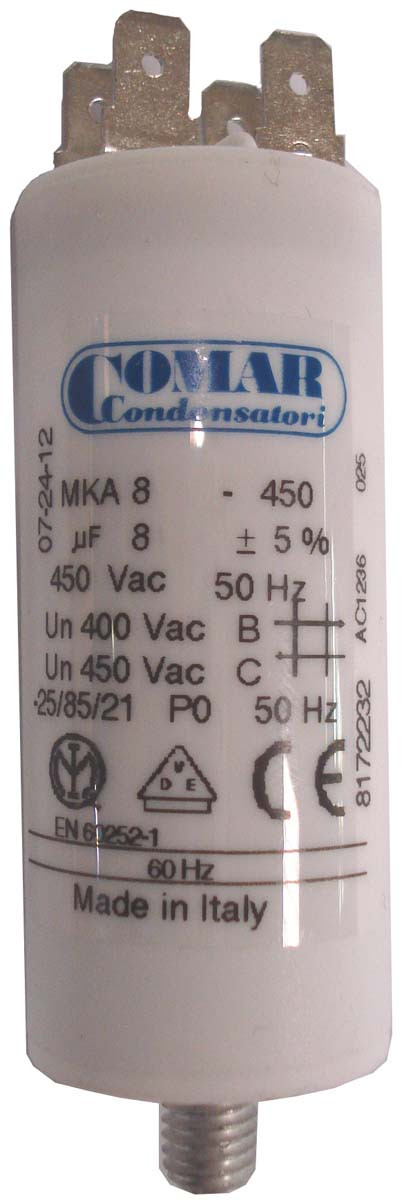 COMAR
Condensatori
MKA 8 - 450
µF 8 ± 5 %
450 Vac 50 Hz
Un 400 Vac B
Un 450 Vac C
-25/85/21 P0 50 Hz
V
D E
CE
EN 60252-1
60 Hz
Made in Italy
07-24-12
8172232 AC1236 025